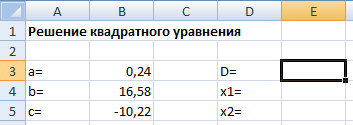 A B C D E
1 Решение квадратного уравнения
2
3 a= 0,24 D=
4 b= 16,58 x1=
5 c= -10,22 x2=